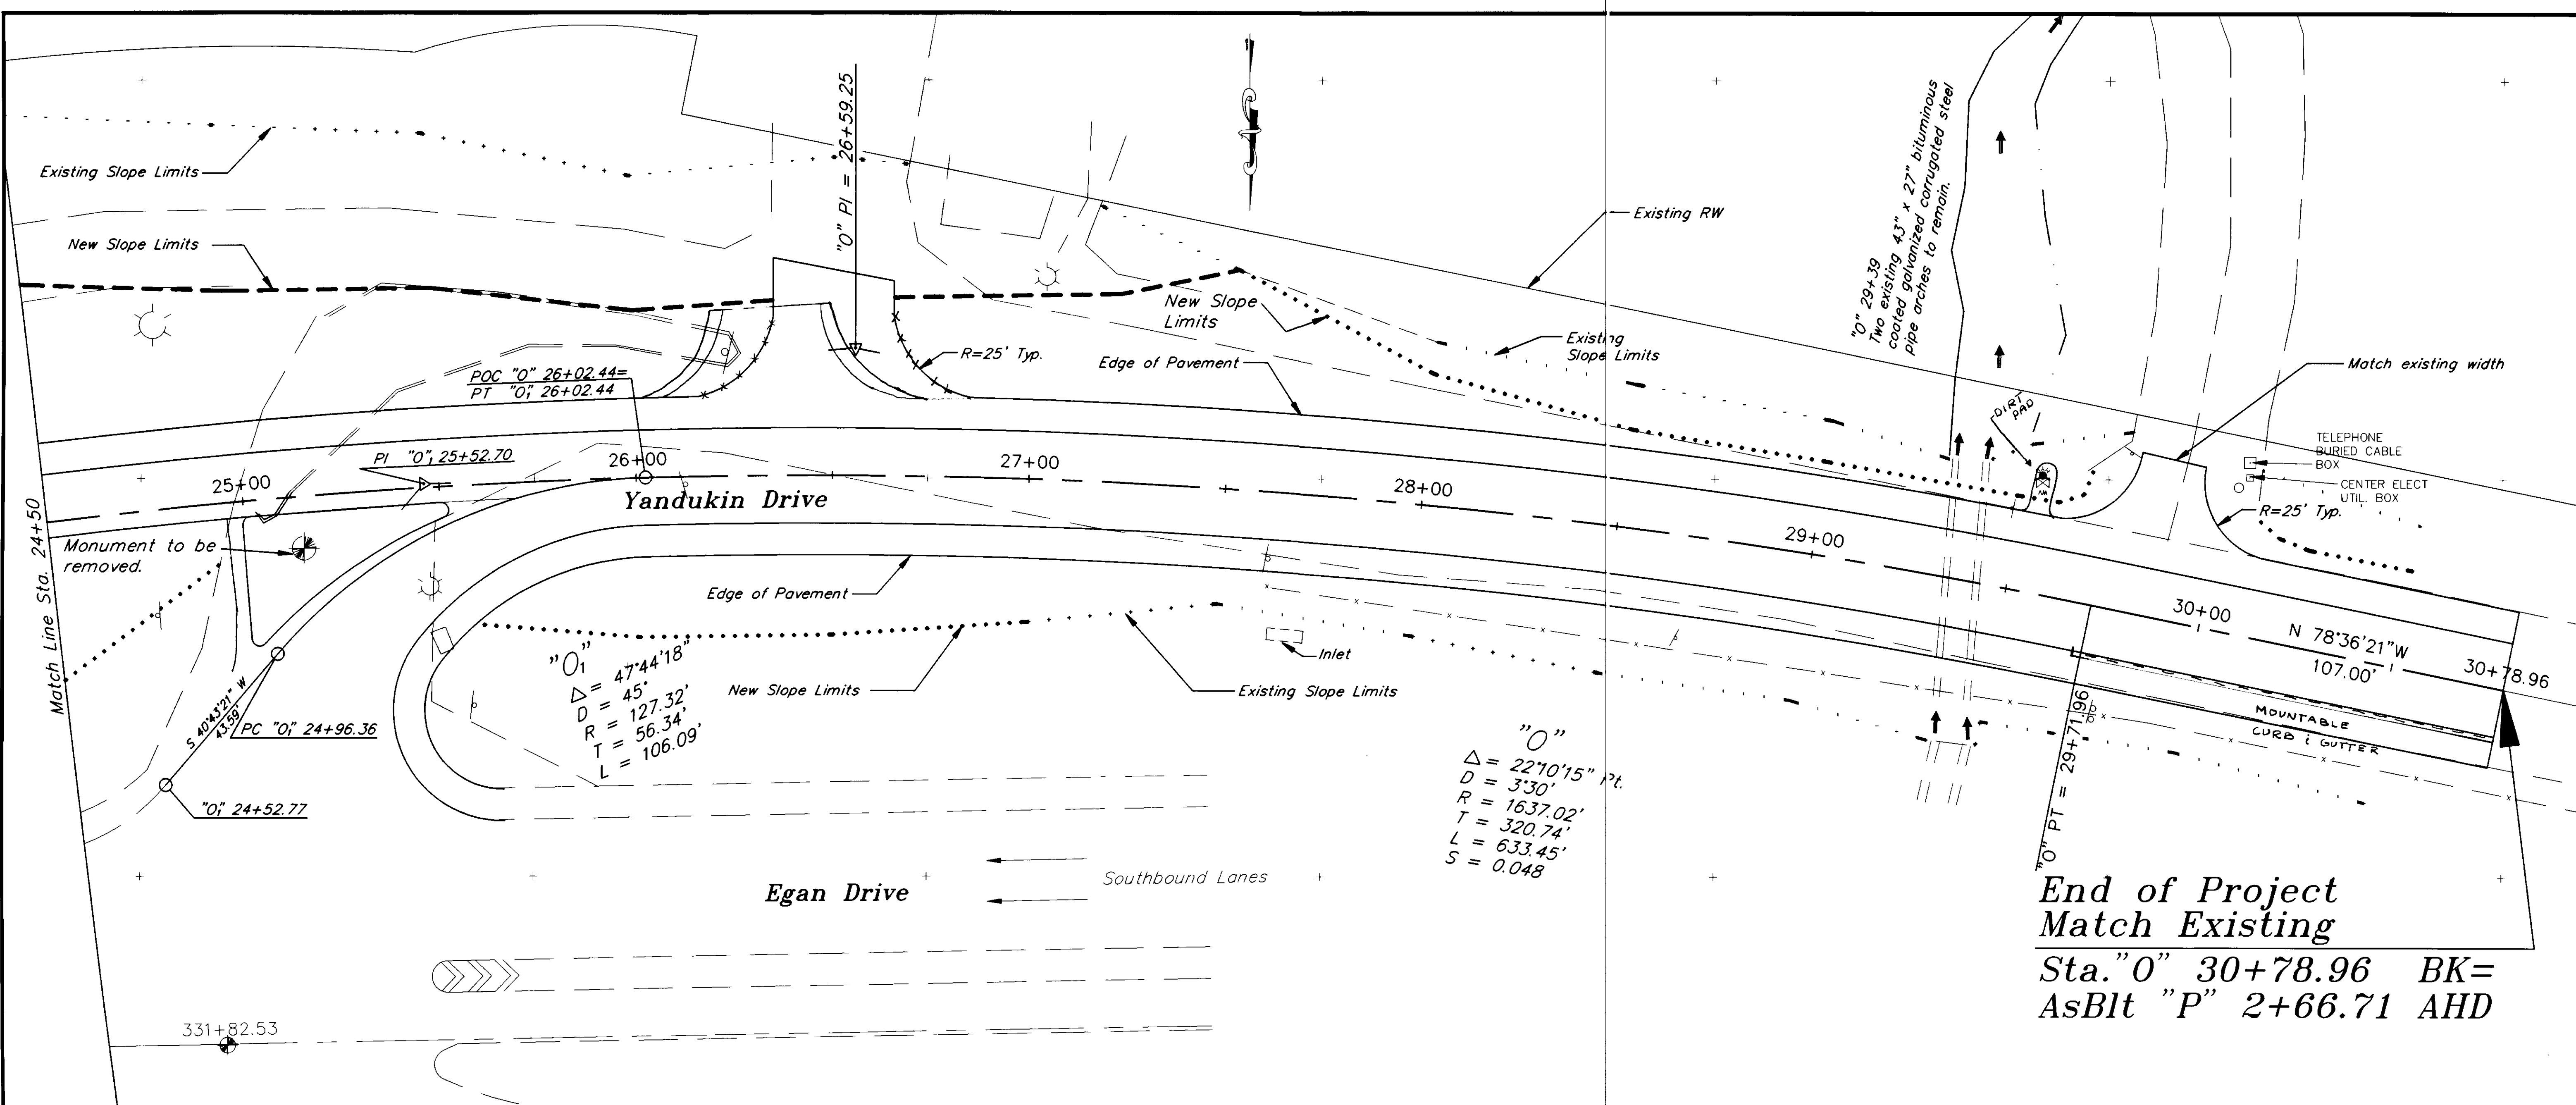 Existing Slope Limits
New Slope Limits
"O" PI = 26+59.25
POC "O" 26+02.44=
PT "O₁" 26+02.44
R=25' Typ.
Edge of Pavement
New Slope
Limits
Existing
Slope Limits
Existing RW
"O" 29+39
Two existing 43" x 27" bituminous
coated galvanized corrugated steel
pipe arches to remain.
DIRT
PAD
Match existing width
TELEPHONE
BURIED CABLE
BOX
CENTER ELECT
UTIL. BOX
R=25' Typ.
Match Line Sta. 24+50
PI "O₁" 25+52.70
25+00
26+00
27+00
28+00
29+00
30+00
Yandukin Drive
Monument to be
removed.
Edge of Pavement
New Slope Limits
Existing Slope Limits
Inlet
S 40°43'21" W
43.59'
PC "O₁" 24+96.36
"O₁" 24+52.77
"O₁"
Δ= 47°44'18"
D = 45°
R = 127.32'
T = 56.34'
L = 106.09'
"O"
Δ= 22°10'15" Rt.
D = 3°30'
R = 1637.02'
T = 320.74'
L = 633.45'
S = 0.048
N 78°36'21"W
107.00'
30+78.96
MOUNTABLE
CURB & GUTTER
"O" PT = 29+71.96
Egan Drive
Southbound Lanes
331+82.53
End of Project
Match Existing
Sta."O" 30+78.96 BK=
AsBlt "P" 2+66.71 AHD